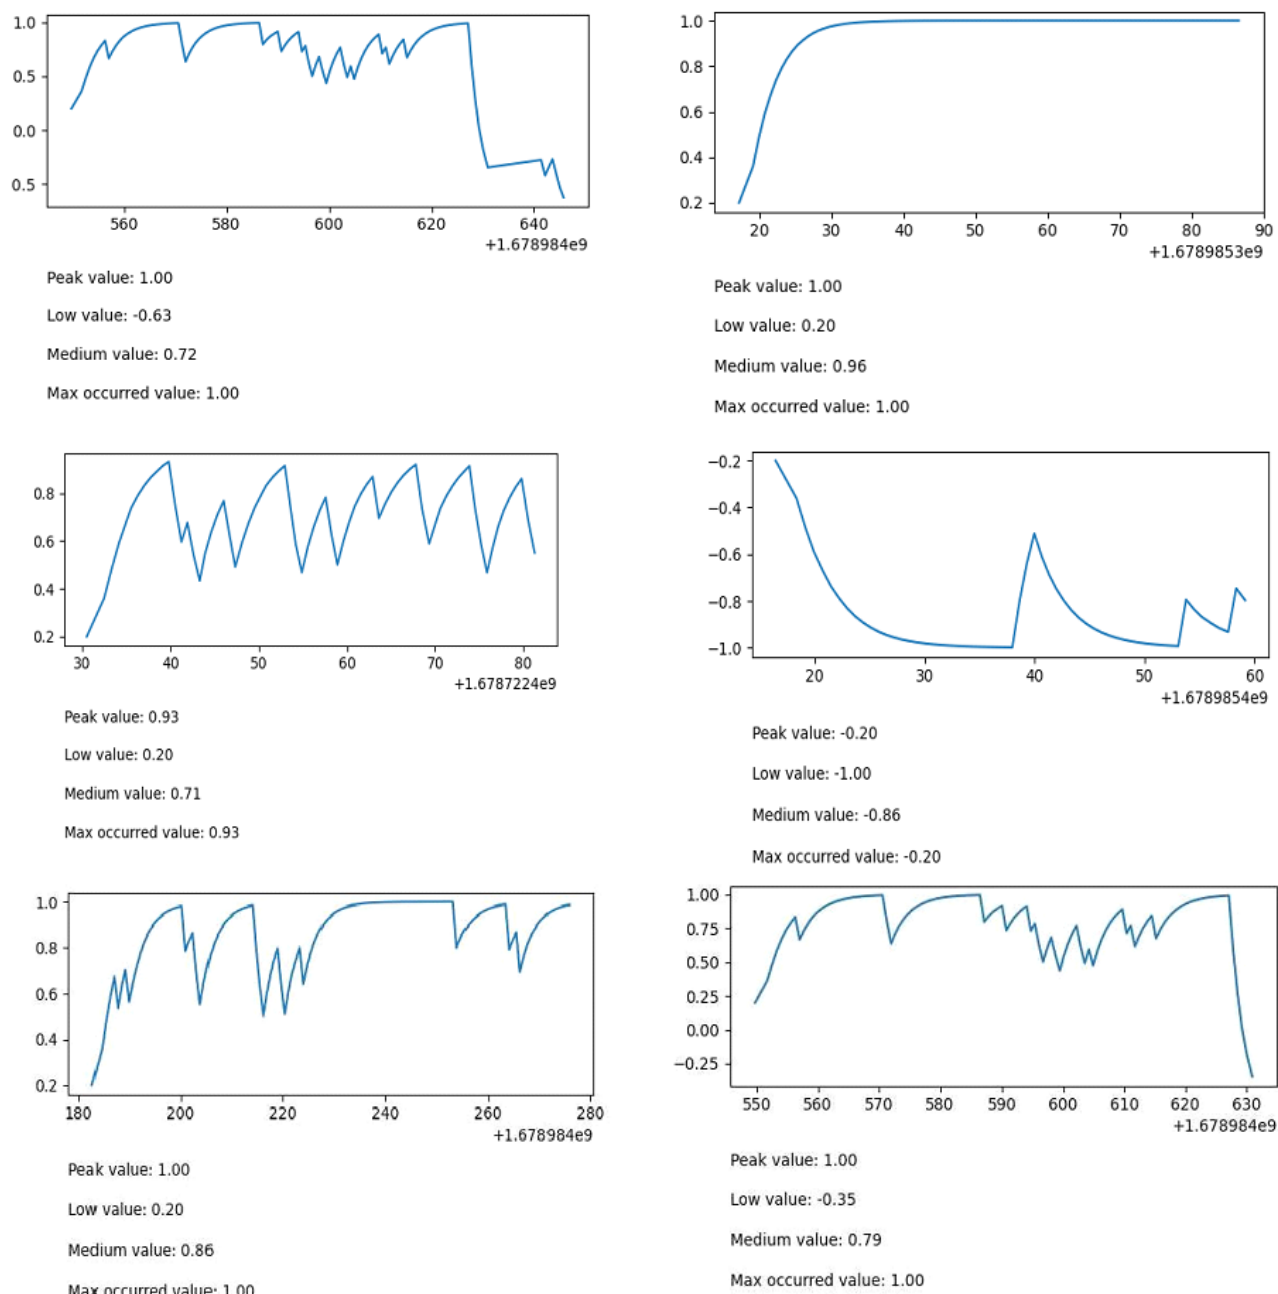 1.0
0.5
0.0
0.5
560 580 600 620 640
+1.678984e9
Peak value: 1.00
Low value: -0.63
Medium value: 0.72
Max occurred value: 1.00
1.0
0.8
0.6
0.4
0.2
20 30 40 50 60 70 80 90
+1.6789853e9
Peak value: 1.00
Low value: 0.20
Medium value: 0.96
Max occurred value: 1.00
0.8
0.6
0.4
0.2
30 40 50 60 70 80
+1.6787224e9
Peak value: 0.93
Low value: 0.20
Medium value: 0.71
Max occurred value: 0.93
−0.2
−0.4
−0.6
−0.8
−1.0
20 30 40 50 60
+1.6789854e9
Peak value: -0.20
Low value: -1.00
Medium value: -0.86
Max occurred value: -0.20
1.0
0.8
0.6
0.4
0.2
180 200 220 240 260 280
+1.678984e9
Peak value: 1.00
Low value: 0.20
Medium value: 0.86
Max occurred value: 1.00
1.00
0.75
0.50
0.25
0.00
−0.25
550 560 570 580 590 600 610 620 630
+1.678984e9
Peak value: 1.00
Low value: -0.35
Medium value: 0.79
Max occurred value: 1.00